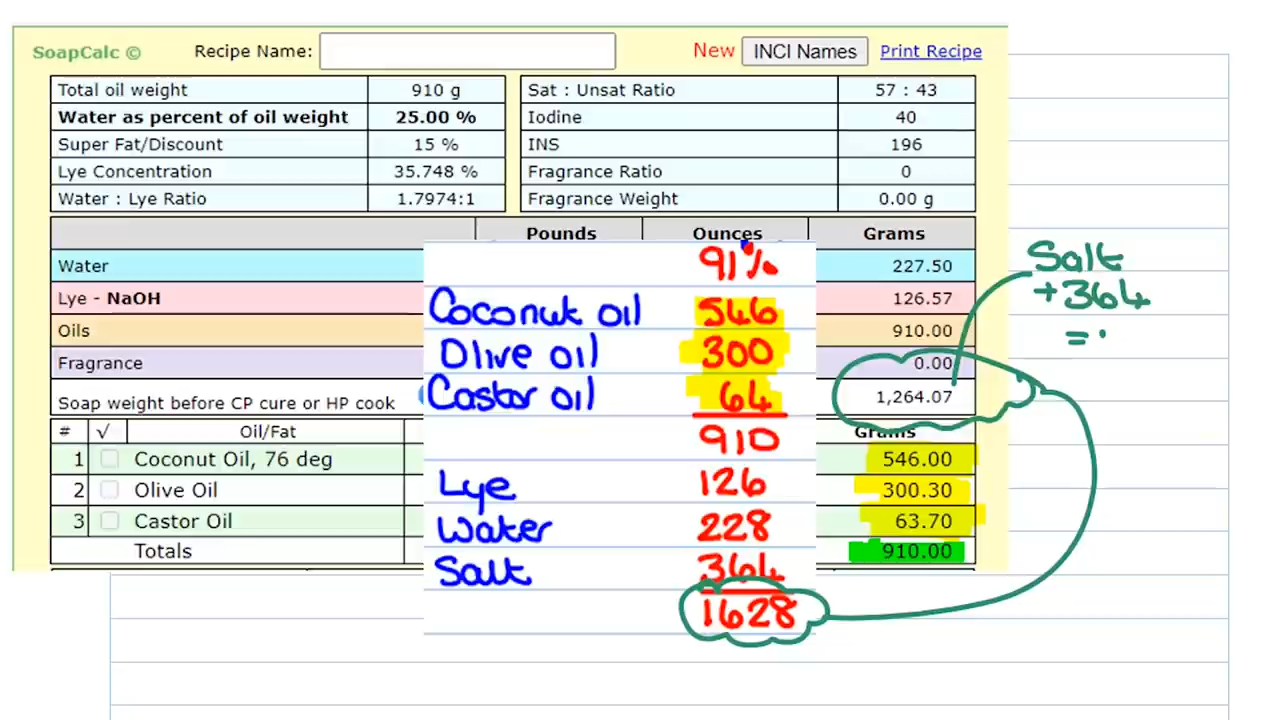 SoapCalc © Recipe Name: New INCI Names Print Recipe
Total oil weight 910 g Sat : Unsat Ratio 57 : 43
Water as percent of oil weight 25.00 % Iodine 40
Super Fat/Discount 15 % INS 196
Lye Concentration 35.748 % Fragrance Ratio 0
Water : Lye Ratio 1.7974:1 Fragrance Weight 0.00 g
Pounds Ounces Grams
Water 227.50
Lye - NaOH 126.57
Oils 910.00
Fragrance 0.00
Soap weight before CP cure or HP cook 1,264.07
# √ Oil/Fat Grams
1 Coconut Oil, 76 deg 546.00
2 Olive Oil 300.30
3 Castor Oil 63.70
Totals 910.00
91%
Coconut oil 546
Olive oil 300
Castor oil 64
910
Lye 126
Water 228
Salt 364
1628
Salt
+364
=